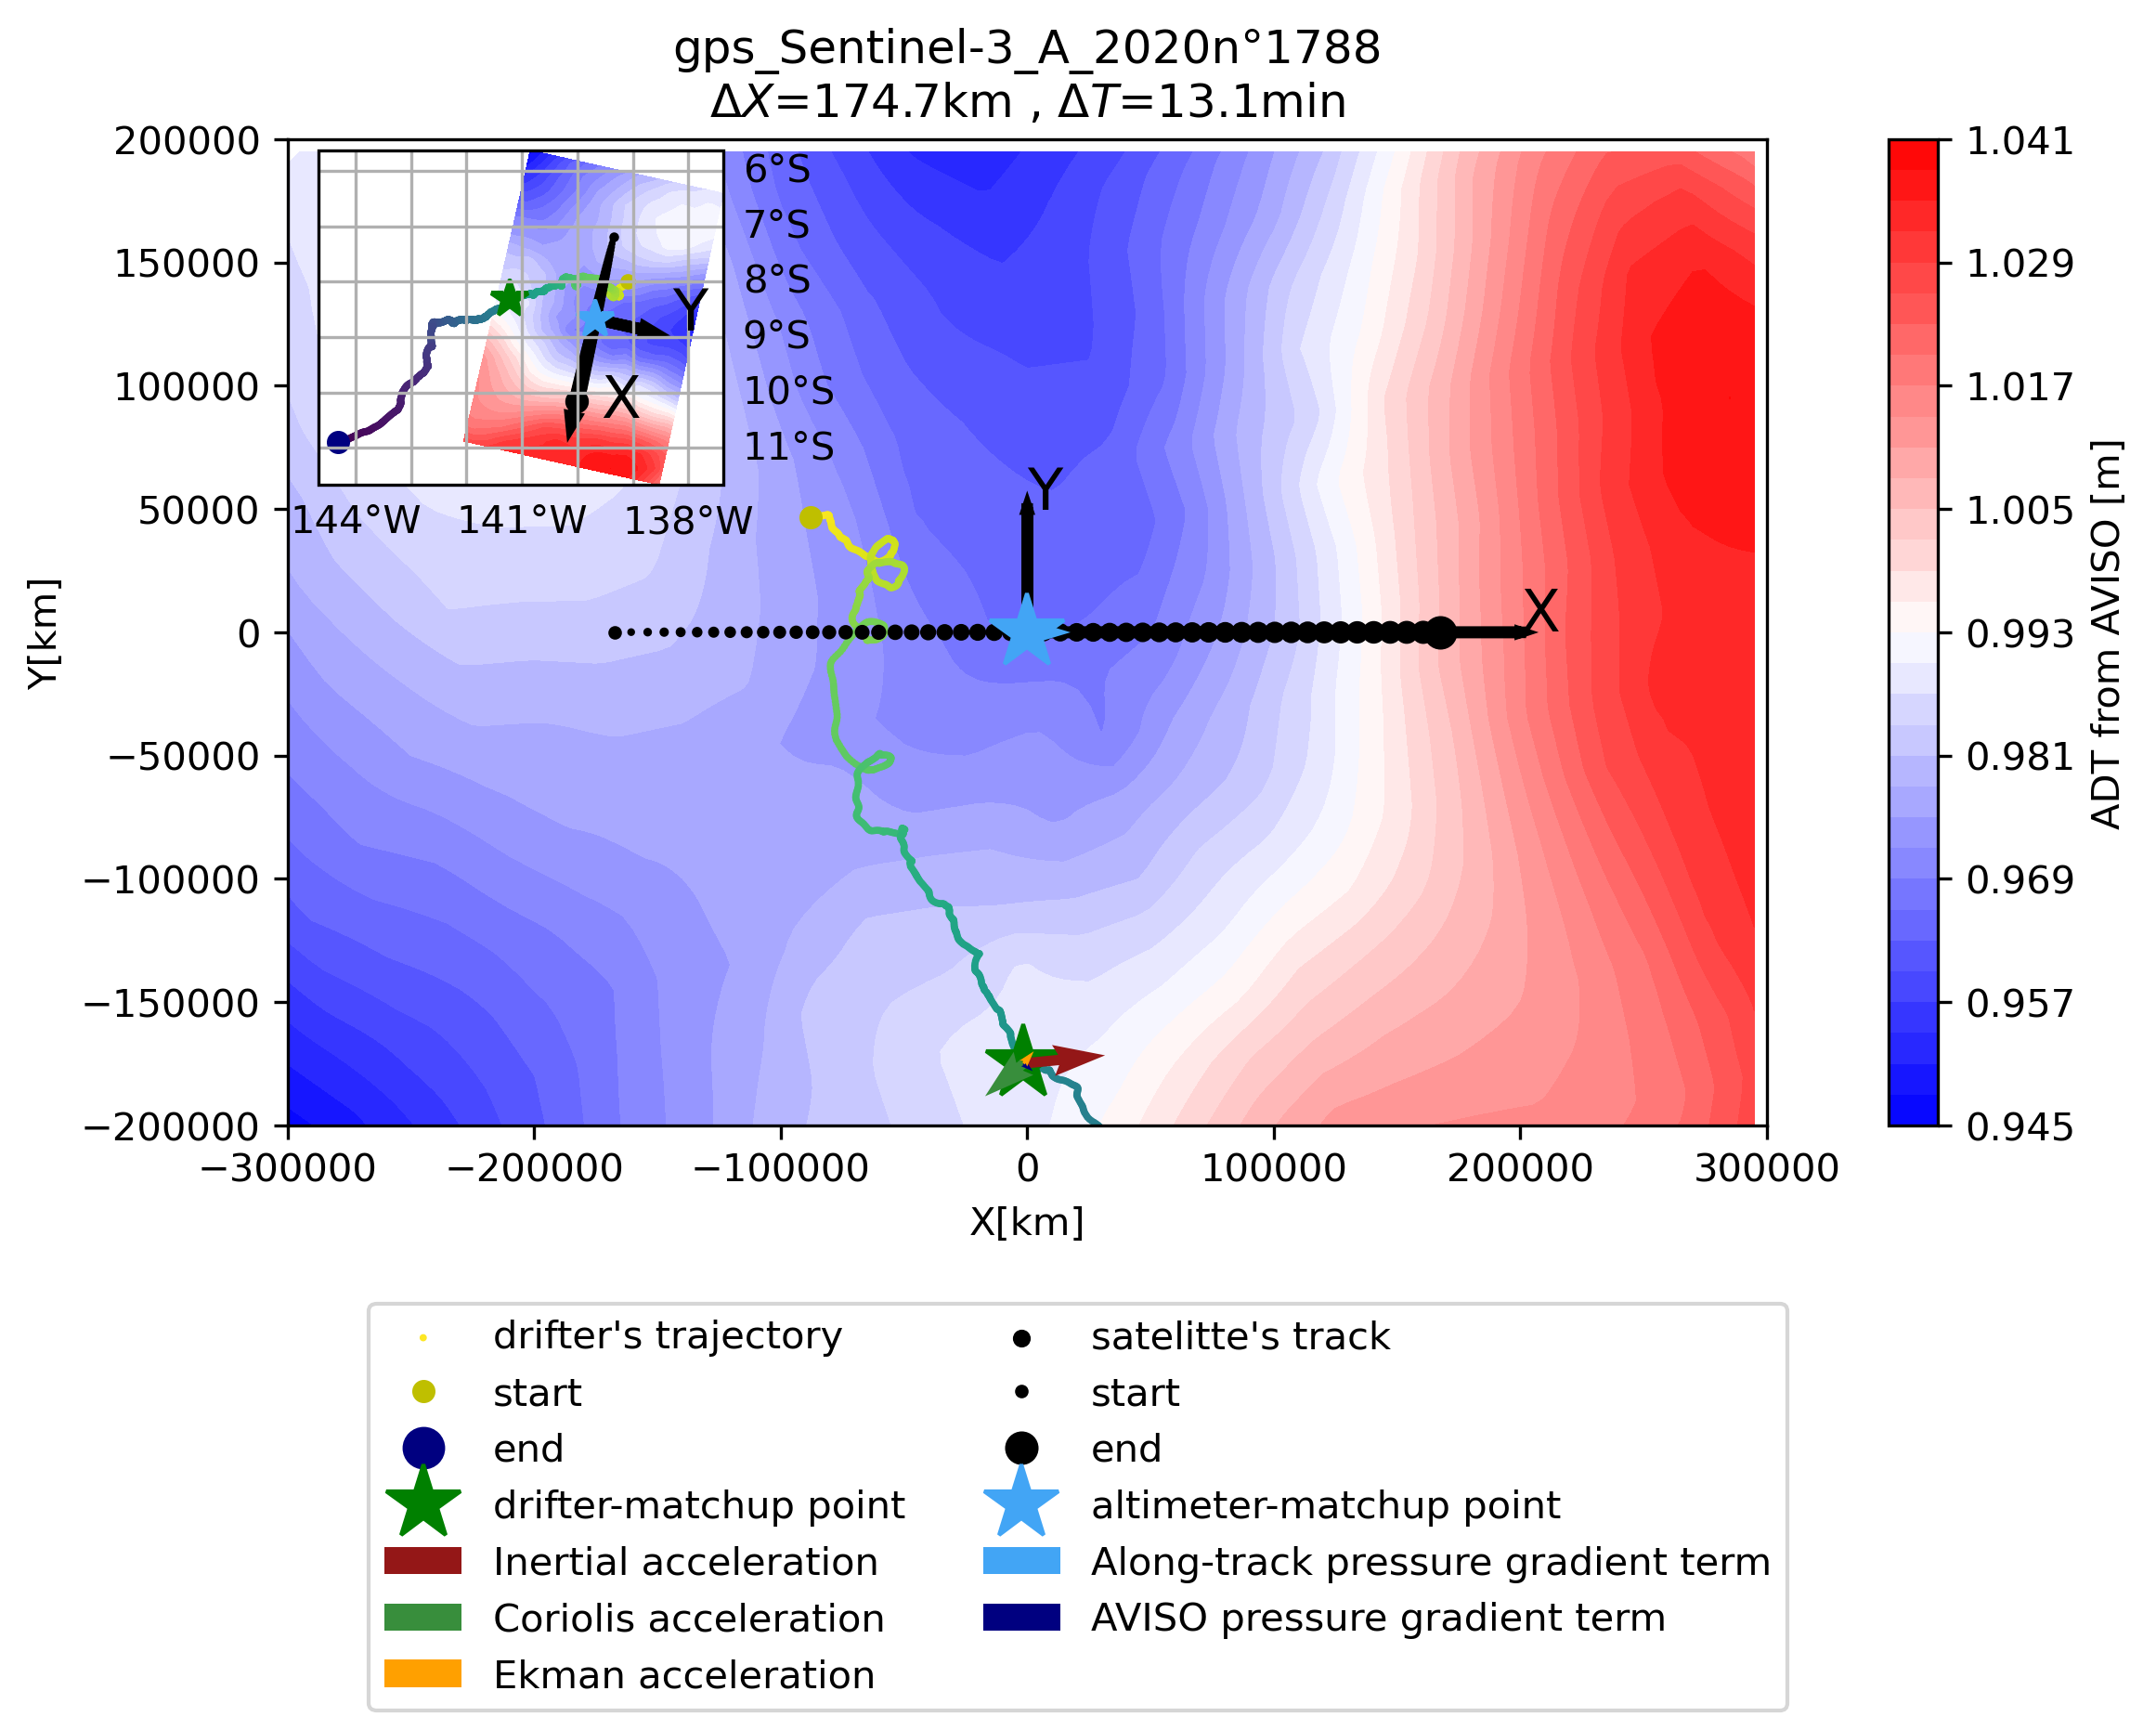 gps_Sentinel-3_A_2020n°1788
ΔX=174.7km , ΔT=13.1min
200000
150000
100000
50000
0
−50000
−100000
−150000
−200000
Y[km]
−300000
−200000
−100000
0
100000
200000
300000
X[km]
6°S
7°S
8°S
9°S
10°S
11°S
144°W
141°W
138°W
Y
X
Y
X
1.041
1.029
1.017
1.005
0.993
0.981
0.969
0.957
0.945
ADT from AVISO [m]
drifter's trajectory
start
end
drifter-matchup point
Inertial acceleration
Coriolis acceleration
Ekman acceleration
satelitte's track
start
end
altimeter-matchup point
Along-track pressure gradient term
AVISO pressure gradient term